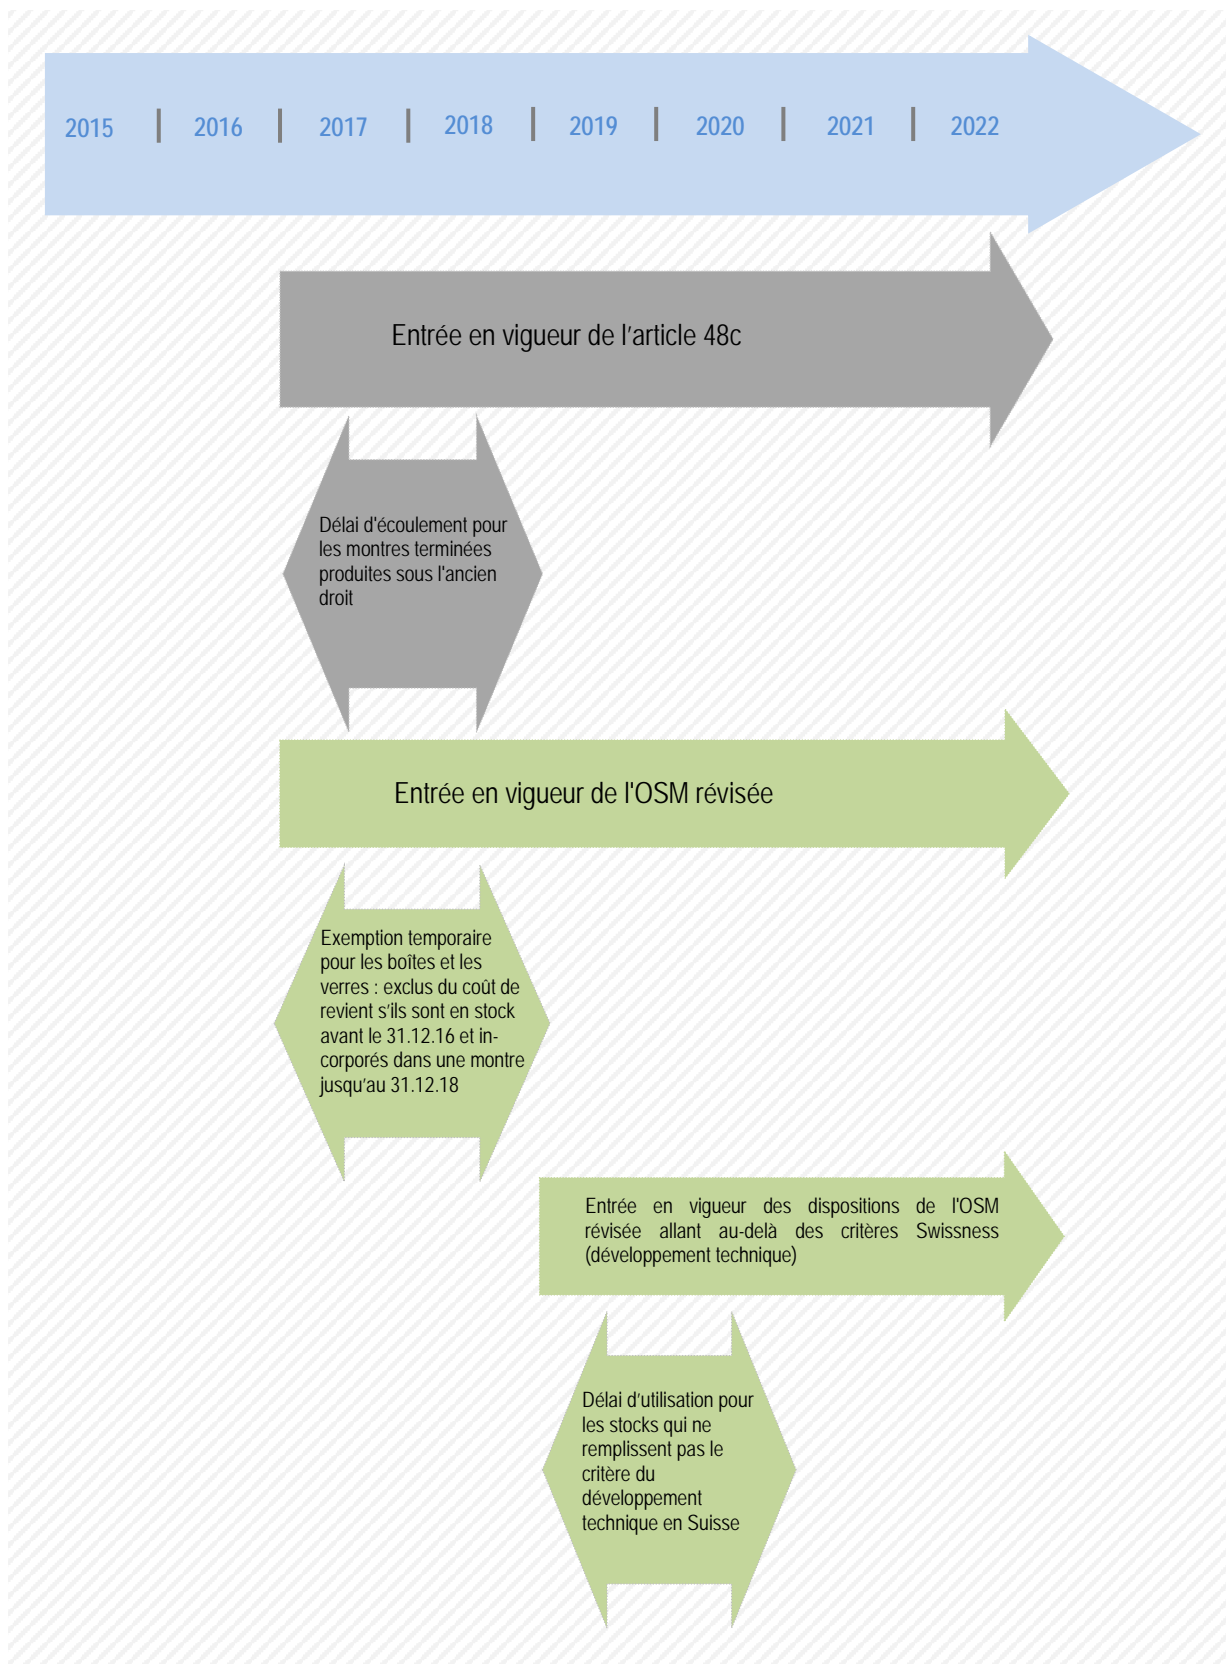 2015 | 2016 | 2017 | 2018 | 2019 | 2020 | 2021 | 2022
Entrée en vigueur de l’article 48c
Délai d'écoulement pour
les montres terminées
produites sous l'ancien
droit
Entrée en vigueur de l'OSM révisée
Exemption temporaire
pour les boîtes et les
verres : exclus du coût de
revient s’ils sont en stock
avant le 31.12.16 et in-
corporés dans une montre
jusqu’au 31.12.18
Entrée en vigueur des dispositions de l'OSM
révisée allant au-delà des critères Swissness
(développement technique)
Délai d’utilisation pour
les stocks qui ne
remplissent pas le
critère du
développement
technique en Suisse